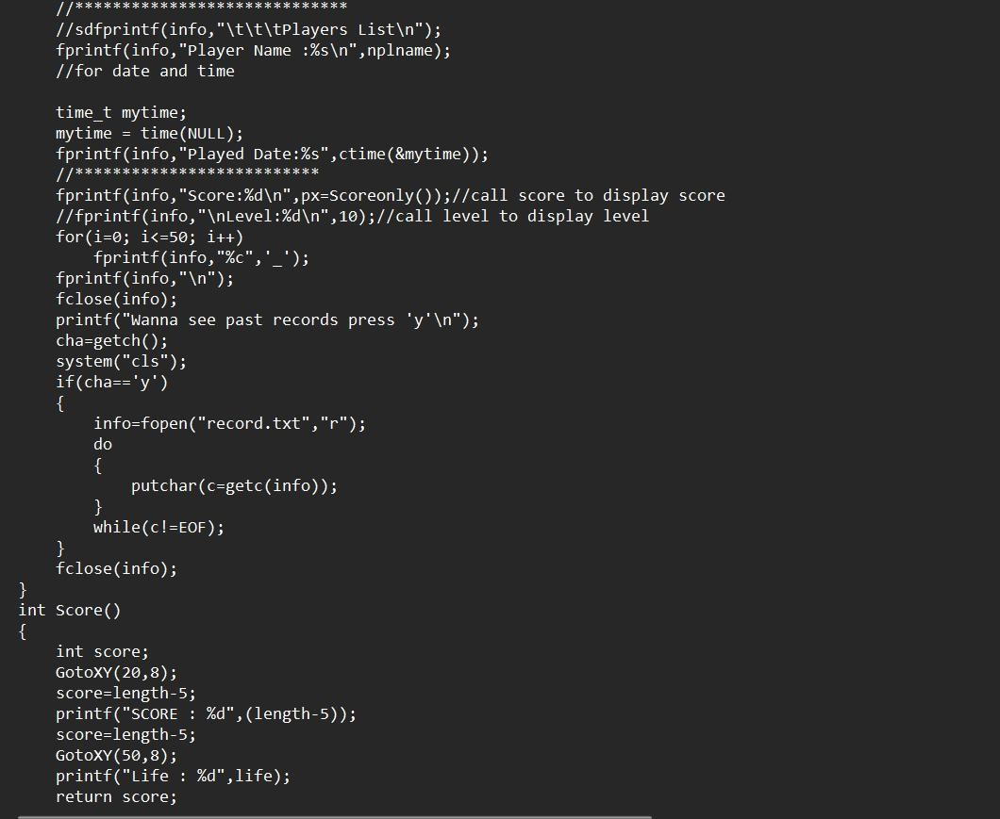 //*****************************
//sdfprintf(info,"\t\t\tPlayers List\n");
fprintf(info,"Player Name :%s\n",nplname);
//for date and time
time_t mytime;
mytime = time(NULL);
fprintf(info,"Played Date:%s",ctime(&mytime));
//**************************
fprintf(info,"Score:%d\n",px=Scoreonly());//call score to display score
//fprintf(info,"\nLevel:%d\n",10);//call level to display level
for(i=0; i<=50; i++)
fprintf(info,"%c",'_');
fprintf(info,"\n");
fclose(info);
printf("Wanna see past records press 'y'\n");
cha=getch();
system("cls");
if(cha=='y')
{
info=fopen("record.txt","r");
do
{
putchar(c=getc(info));
}
while(c!=EOF);
}
fclose(info);
}
int Score()
{
int score;
GotoXY(20,8);
score=length-5;
printf("SCORE : %d",(length-5));
score=length-5;
GotoXY(50,8);
printf("Life : %d",life);
return score;